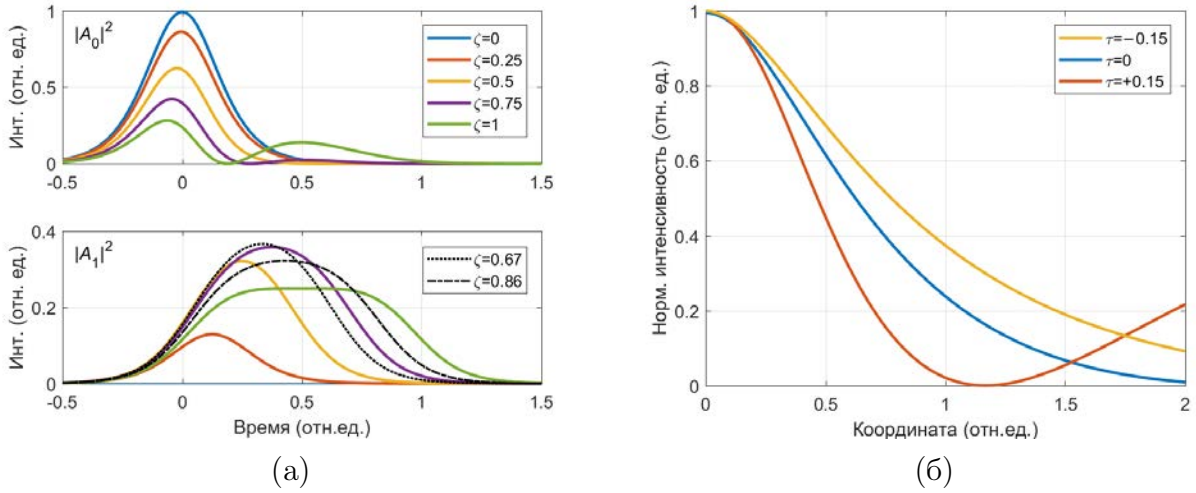 |A₀|²
Инт. (отн. ед.)
1
0.5
0
-0.5 0 0.5 1 1.5
ζ=0
ζ=0.25
ζ=0.5
ζ=0.75
ζ=1
|A₁|²
Инт. (отн. ед.)
0.4
0.2
0
-0.5 0 0.5 1 1.5
ζ=0.67
ζ=0.86
Время (отн.ед.)
(а)
Норм. интенсивность (отн. ед.)
1
0.8
0.6
0.4
0.2
0
0 0.5 1 1.5 2
τ=−0.15
τ=0
τ=+0.15
Координата (отн.ед.)
(б)